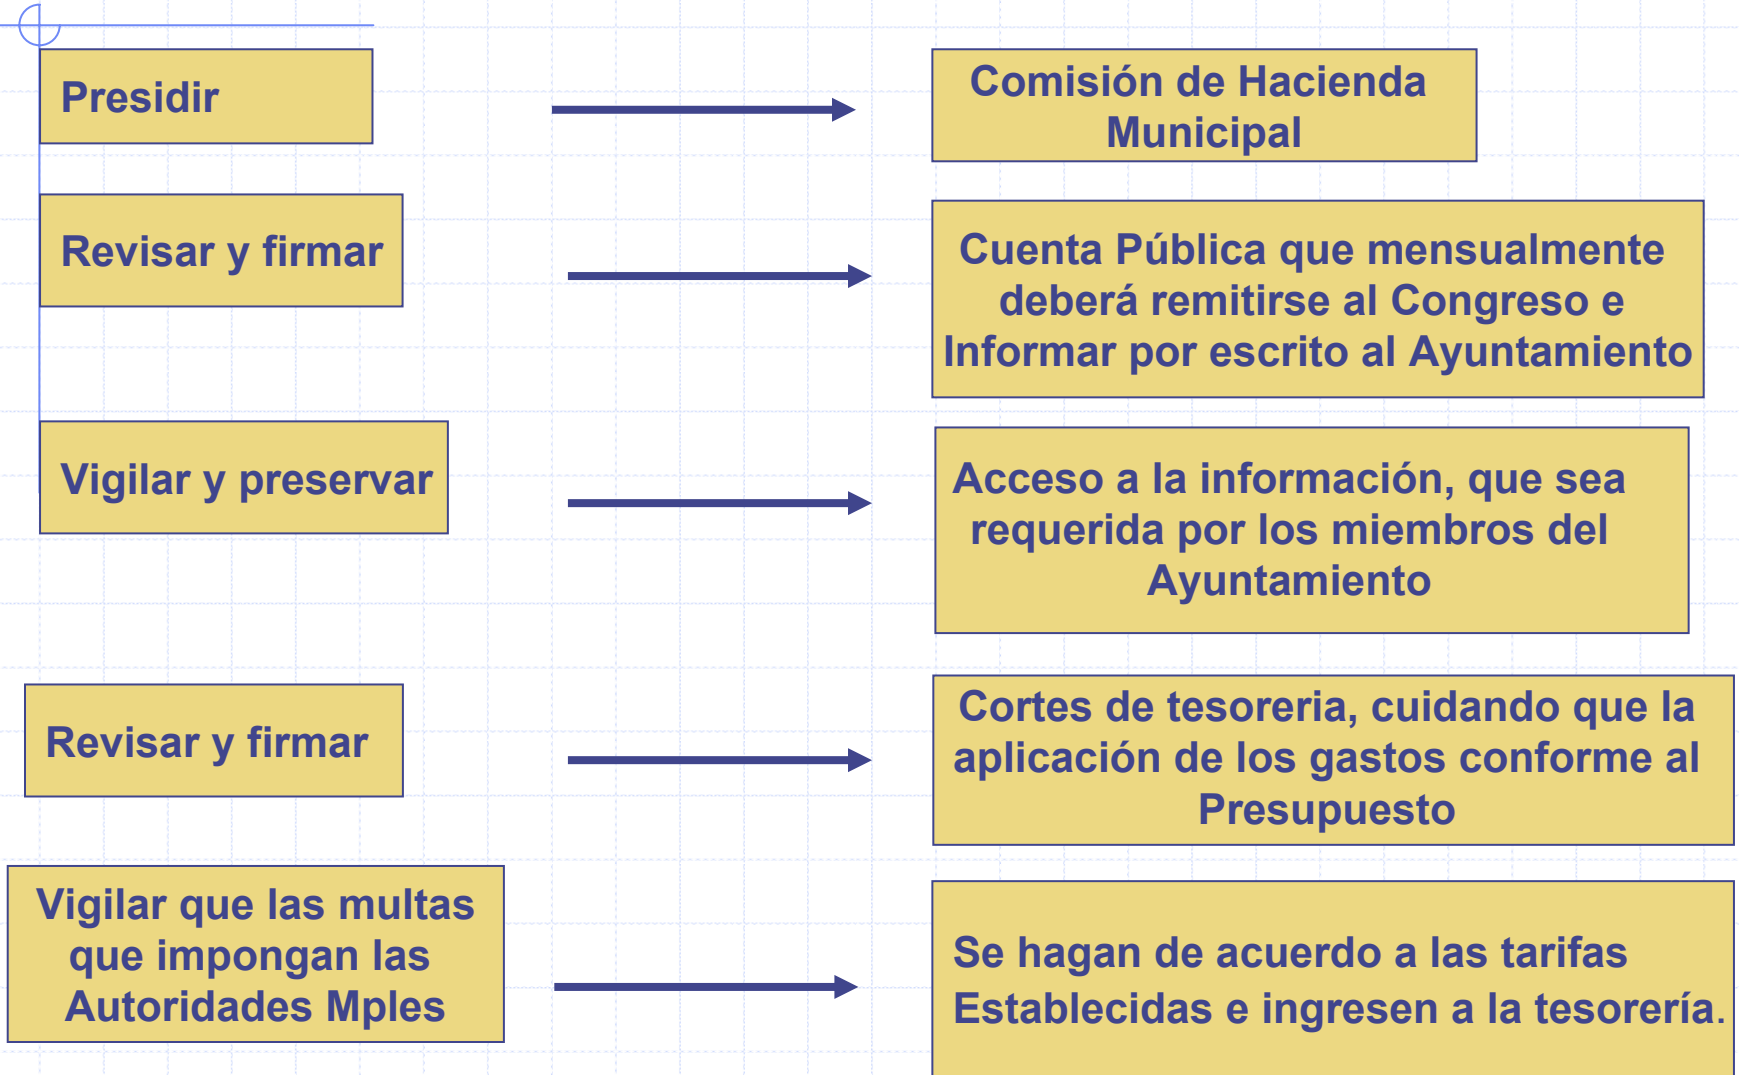 Presidir
Comisión de Hacienda
Municipal
Revisar y firmar
Cuenta Pública que mensualmente
deberá remitirse al Congreso e
Informar por escrito al Ayuntamiento
Vigilar y preservar
Acceso a la información, que sea
requerida por los miembros del
Ayuntamiento
Revisar y firmar
Cortes de tesoreria, cuidando que la
aplicación de los gastos conforme al
Presupuesto
Vigilar que las multas
que impongan las
Autoridades Mples
Se hagan de acuerdo a las tarifas
Establecidas e ingresen a la tesorería.